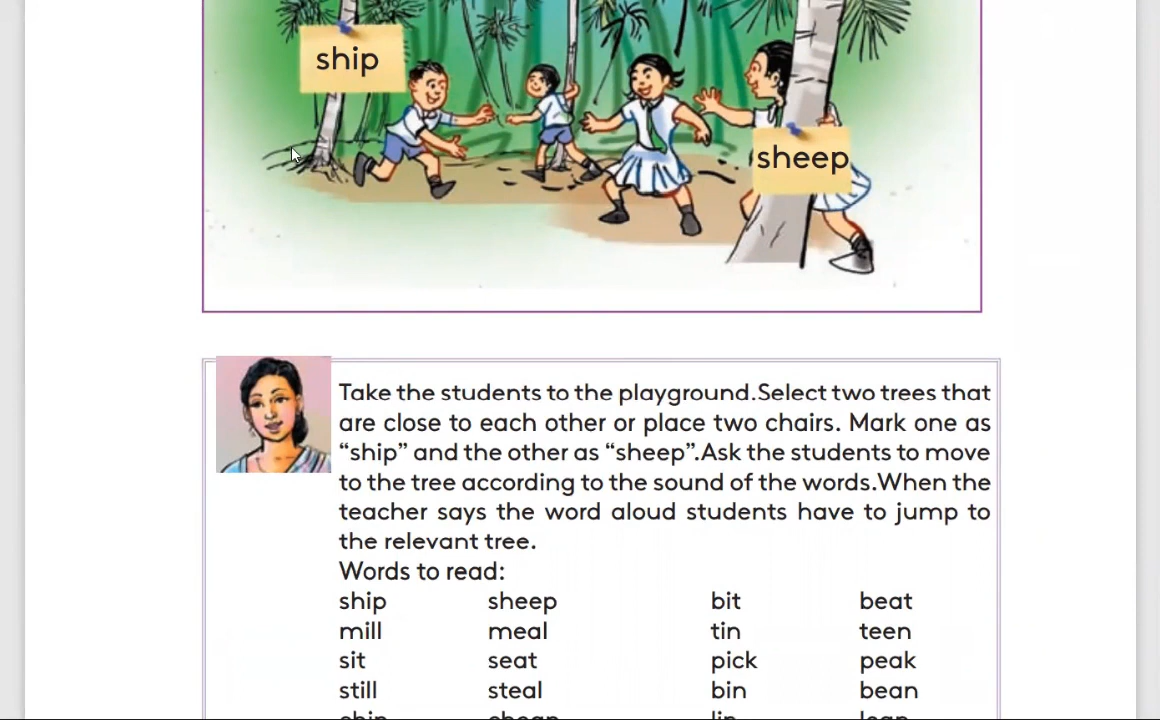 ship
sheep
Take the students to the playground.Select two trees that
are close to each other or place two chairs. Mark one as
“ship” and the other as “sheep”.Ask the students to move
to the tree according to the sound of the words.When the
teacher says the word aloud students have to jump to
the relevant tree.
Words to read:
ship sheep bit beat
mill meal tin teen
sit seat pick peak
still steal bin bean